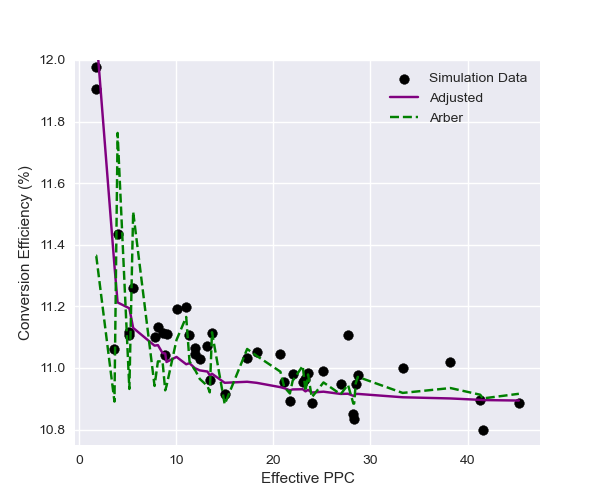 12.0
11.8
11.6
11.4
11.2
11.0
10.8
Conversion Efficiency (%)
Simulation Data
Adjusted
Arber
0 10 20 30 40
Effective PPC